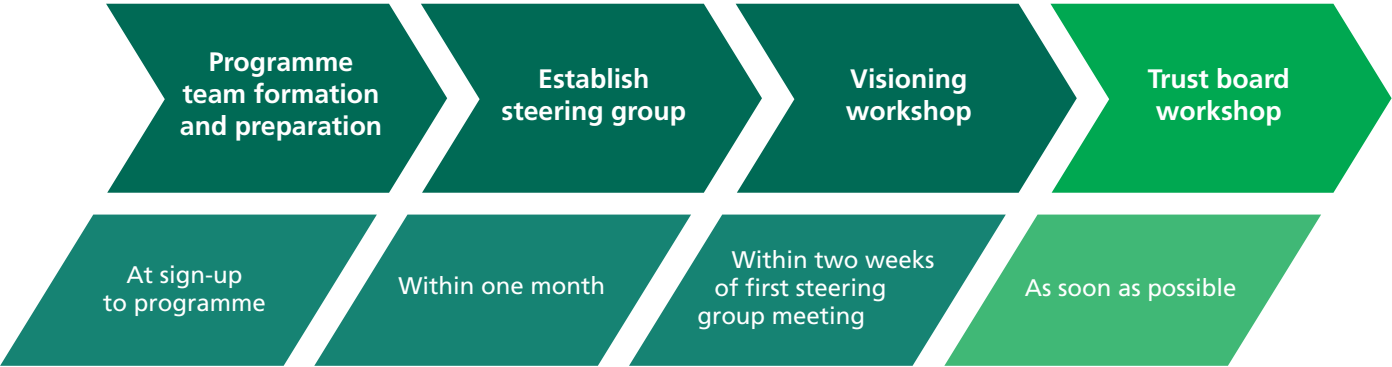 Programme
team formation
and preparation
Establish
steering group
Visioning
workshop
Trust board
workshop
At sign-up
to programme
Within one month
Within two weeks
of first steering
group meeting
As soon as possible